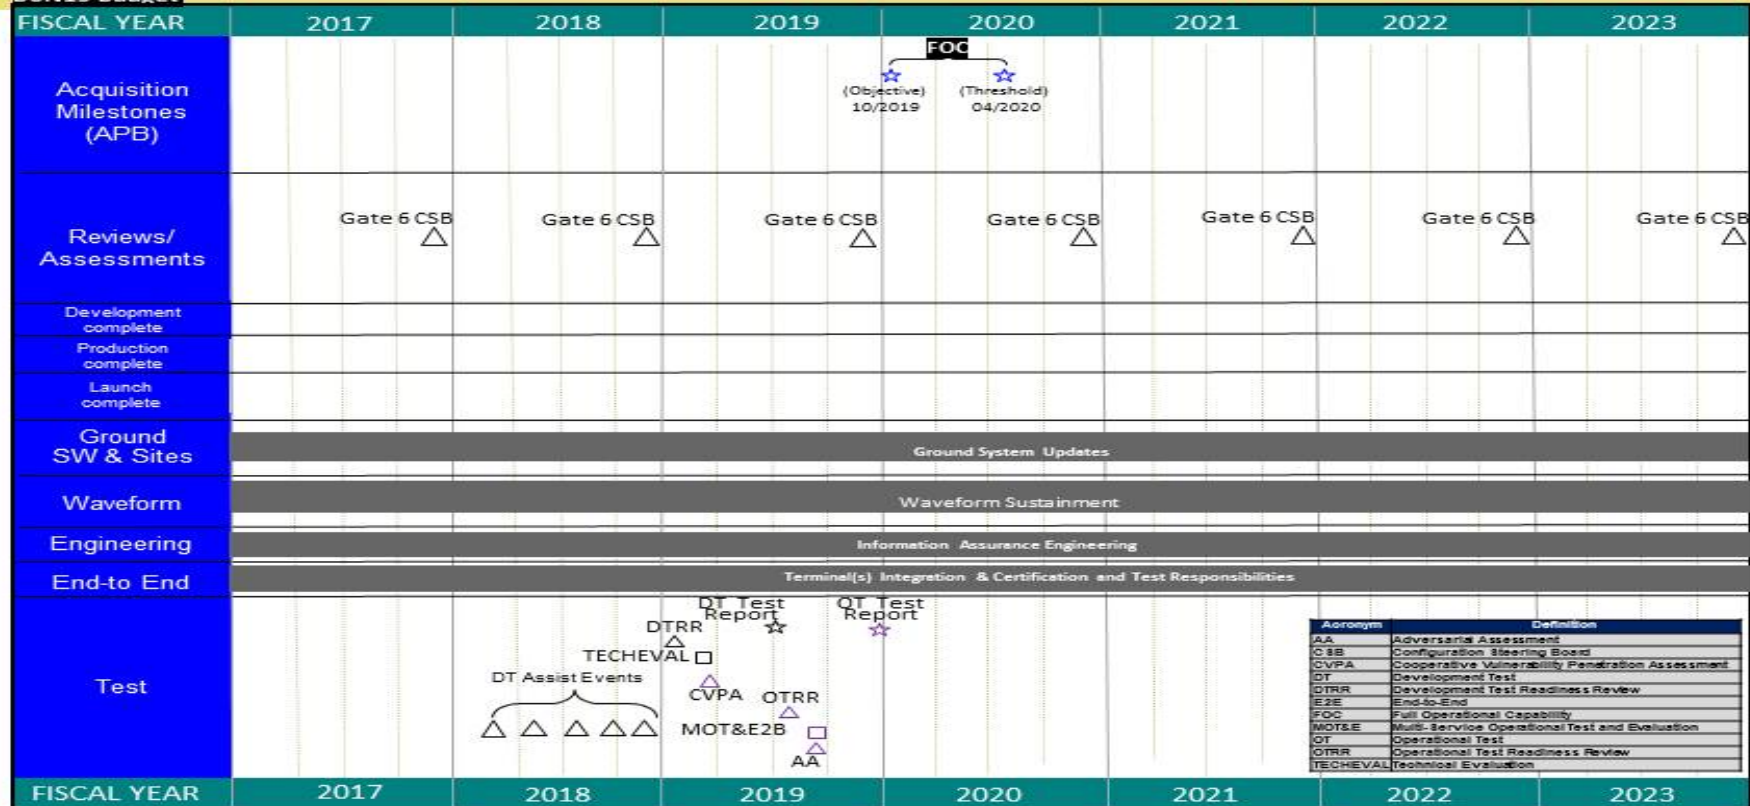 FISCAL YEAR 2017 2018 2019 2020 2021 2022 2023
Acquisition
Milestones
(APB)
FOC
(Objective)
10/2019
(Threshold)
04/2020
Reviews/
Assessments
Gate 6 CSB
Gate 6 CSB
Gate 6 CSB
Gate 6 CSB
Gate 6 CSB
Gate 6 CSB
Gate 6 CSB
Development
complete
Production
complete
Launch
complete
Ground
SW & Sites
Ground System Updates
Waveform
Waveform Sustainment
Engineering
Information Assurance Engineering
End-to End
Terminal(s) Integration & Certification and Test Responsibilities
Test
DT Test
Report
OT Test
Report
DTRR
TECHEVAL
DT Assist Events
CVPA
OTRR
MOT&E2B
AA
Acronym Definition
AA Adversarial Assessment
CSB Configuration Steering Board
CVPA Cooperative Vulnerability Penetration Assessment
DT Development Test
DTRR Development Test Readiness Review
E2E End-to-End
FOC Full Operational Capability
MOT&E Multi-Service Operational Test and Evaluation
OT Operational Test
OTRR Operational Test Readiness Review
TECHEVAL Technical Evaluation
FISCAL YEAR 2017 2018 2019 2020 2021 2022 2023